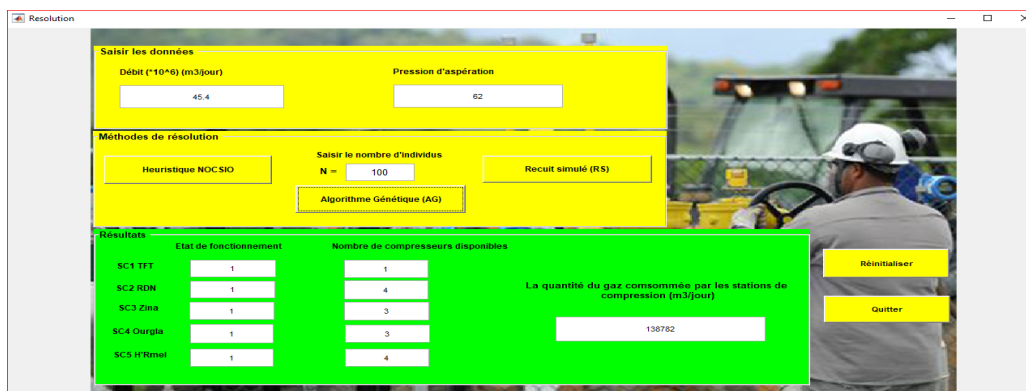 Resolution
Saisir les données
Débit (*10^6) (m3/jour)
Pression d'aspération
45.4
62
Méthodes de résolution
Heuristique NOCSIO
Saisir le nombre d'individus
N =
100
Recuit simulé (RS)
Algorithme Génétique (AG)
Résultats
Etat de fonctionnement
Nombre de compresseurs disponibles
SC1 TFT
1
1
SC2 RDN
1
4
SC3 Zina
1
3
SC4 Ourgla
1
3
SC5 H'Rmel
1
4
La quantité du gaz comsommée par les stations de
compression (m3/jour)
138782
Réinitialiser
Quitter